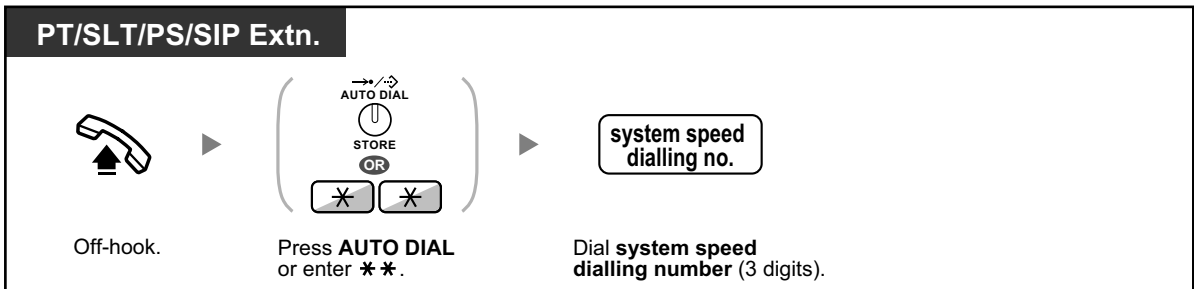 PT/SLT/PS/SIP Extn.
AUTO DIAL
STORE
OR
system speed
dialling no.
Off-hook.
Press AUTO DIAL
or enter ✱✱.
Dial system speed
dialling number (3 digits).